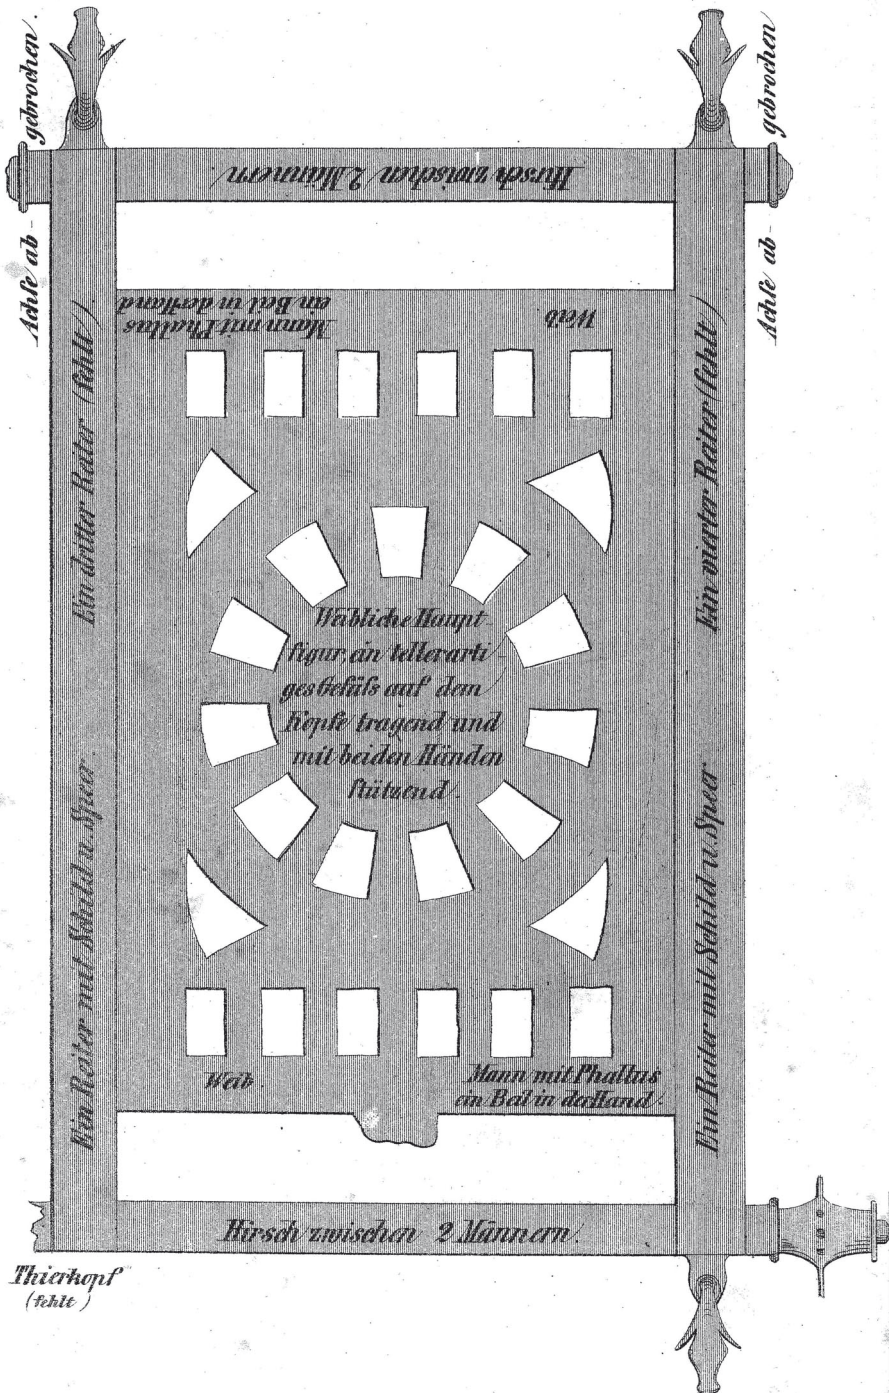 Achse ab-
gebrochen.
Achse ab-
gebrochen
Hirsch zwischen 2 Männern
Mann mit Phallus
ein Beil in der Hand
Weib
Ein dritter Reiter (fehlt)
Ein vierter Reiter (fehlt)
Weibliche Haupt-
figur, ein tellerarti-
ges Gefäss auf dem
Kopfe tragend und
mit beiden Händen
stützend.
Ein Reiter mit Schild u. Speer.
Ein Reiter mit Schild u. Speer
Weib.
Mann mit Phallus
ein Beil in der Hand.
Hirsch zwischen 2 Männern.
Thierkopf
(fehlt)